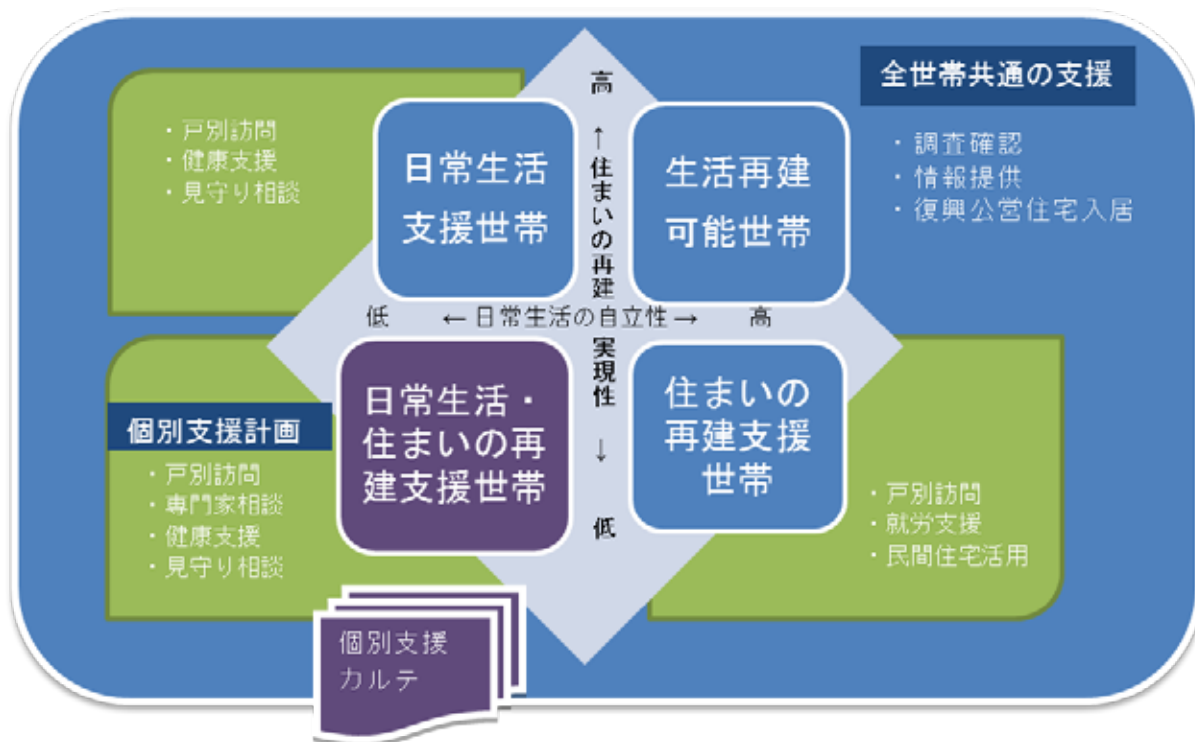 全世帯共通の支援
・調査確認
・情報提供
・復興公営住宅入居
・戸別訪問
・健康支援
・見守り相談
日常生活
支援世帯
生活再建
可能世帯
高
↑住まいの再建
実現性
↓
低
低 ← 日常生活の自立性 → 高
日常生活・
住まいの再
建支援世帯
住まいの
再建支援
世帯
個別支援計画
・戸別訪問
・専門家相談
・健康支援
・見守り相談
・戸別訪問
・就労支援
・民間住宅活用
個別支援
カルテ